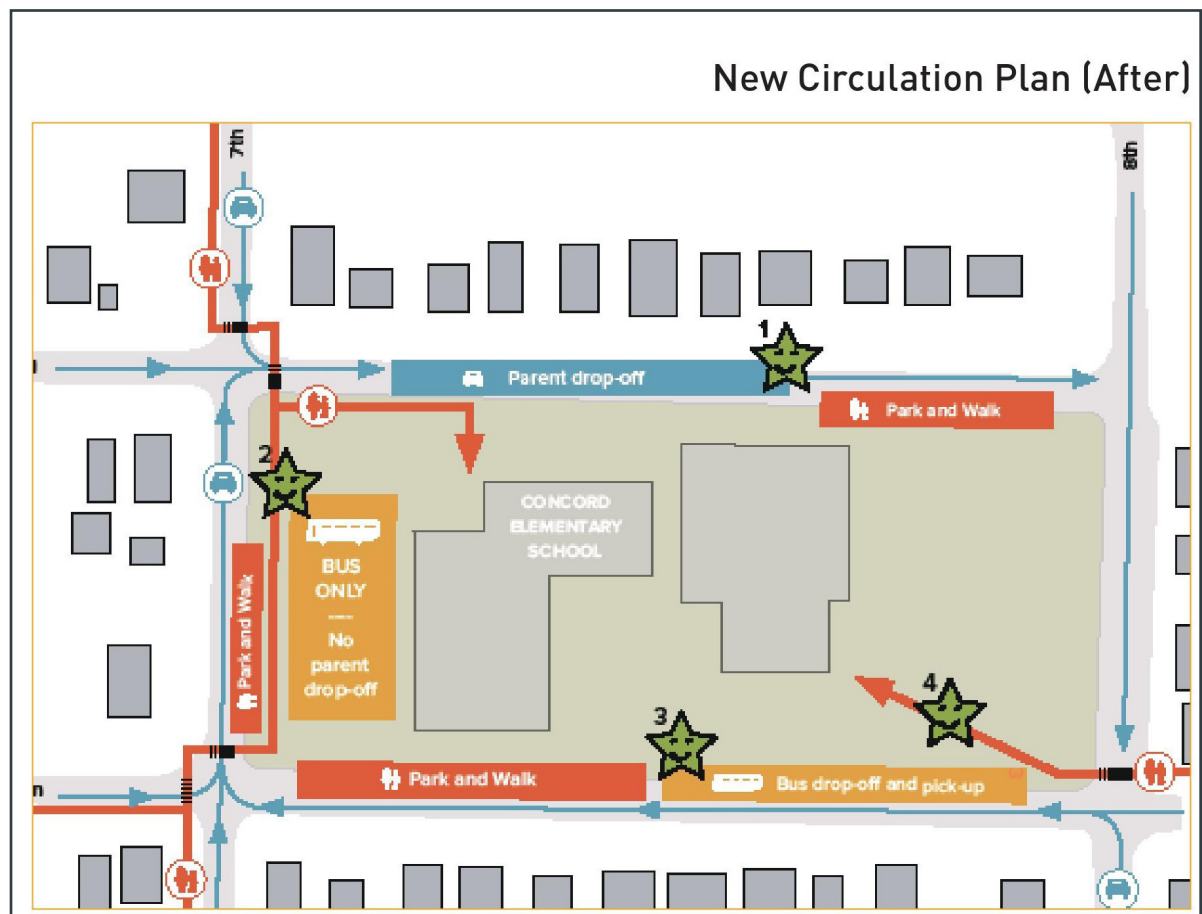 New Circulation Plan (After)
7th
8th
1
Parent drop-off
Park and Walk
2
CONCORD
ELEMENTARY
SCHOOL
BUS
ONLY
No
parent
drop-off
Park and Walk
3
4
Park and Walk
Bus drop-off and pick-up